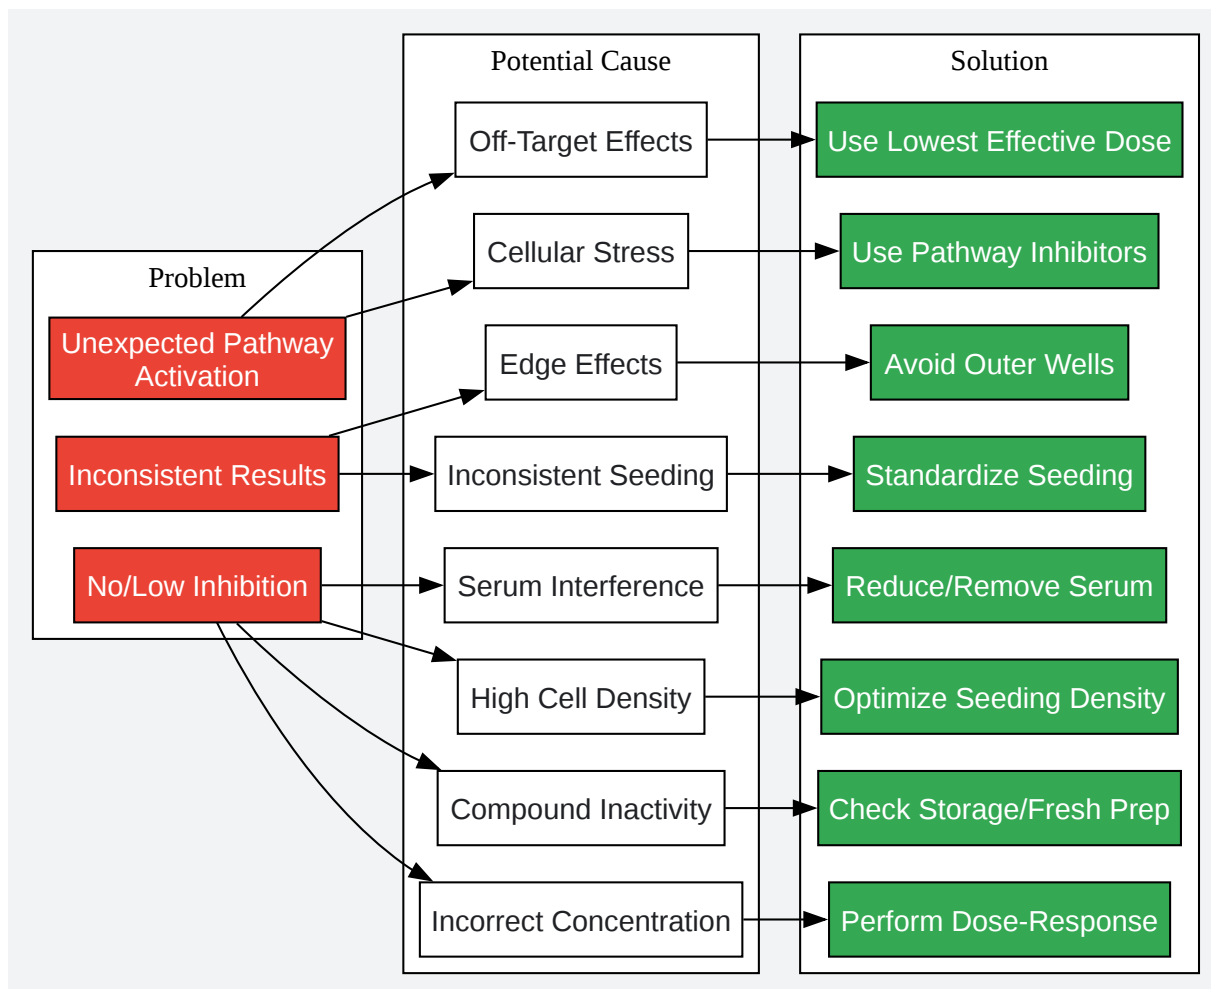 Problem
Unexpected Pathway
Activation
Inconsistent Results
No/Low Inhibition
Potential Cause
Off-Target Effects
Cellular Stress
Edge Effects
Inconsistent Seeding
Serum Interference
High Cell Density
Compound Inactivity
Incorrect Concentration
Solution
Use Lowest Effective Dose
Use Pathway Inhibitors
Avoid Outer Wells
Standardize Seeding
Reduce/Remove Serum
Optimize Seeding Density
Check Storage/Fresh Prep
Perform Dose-Response